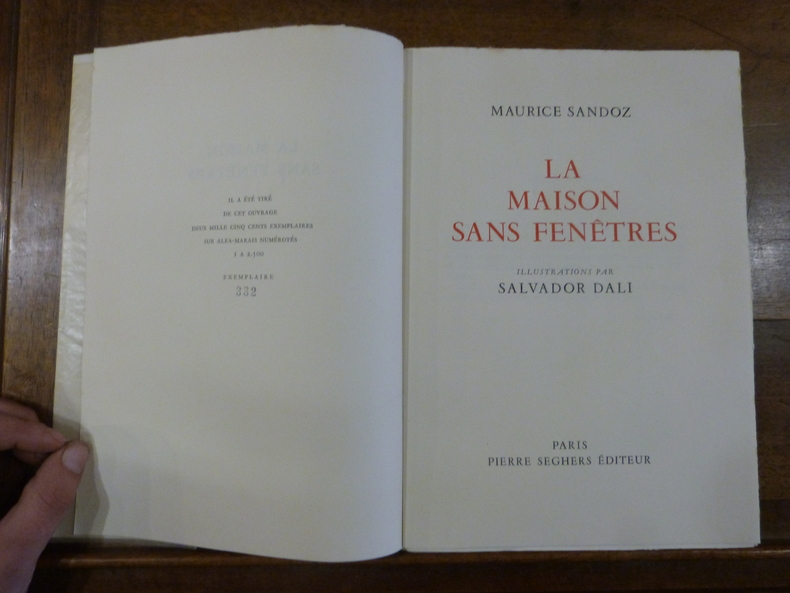 IL A ÉTÉ TIRÉ
DE CET OUVRAGE
DEUX MILLE CINQ CENTS EXEMPLAIRES
SUR ALFA-MARAIS NUMÉROTÉS
1 A 2.500
EXEMPLAIRE
332
MAURICE SANDOZ
LA
MAISON
SANS FENÊTRES
ILLUSTRATIONS PAR
SALVADOR DALI
PARIS
PIERRE SEGHERS ÉDITEUR